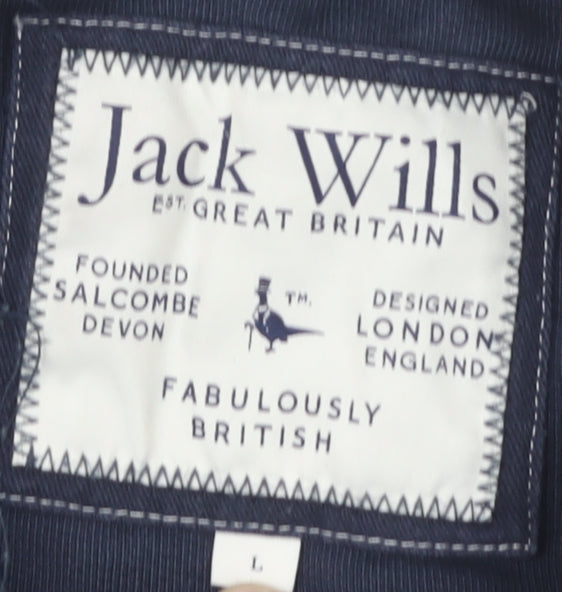 Jack Wills
EST. GREAT BRITAIN
FOUNDED
SALCOMBE
DEVON
TM.
DESIGNED
LONDON
ENGLAND
FABULOUSLY
BRITISH
L